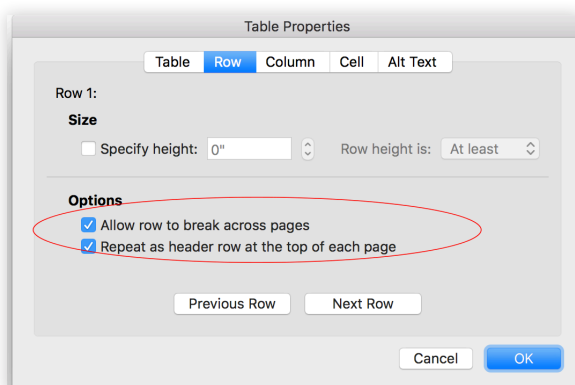 Table Properties
Table Row Column Cell Alt Text
Row 1:
Size
Specify height: 0" Row height is: At least
Options
Allow row to break across pages
Repeat as header row at the top of each page
Previous Row Next Row
Cancel OK